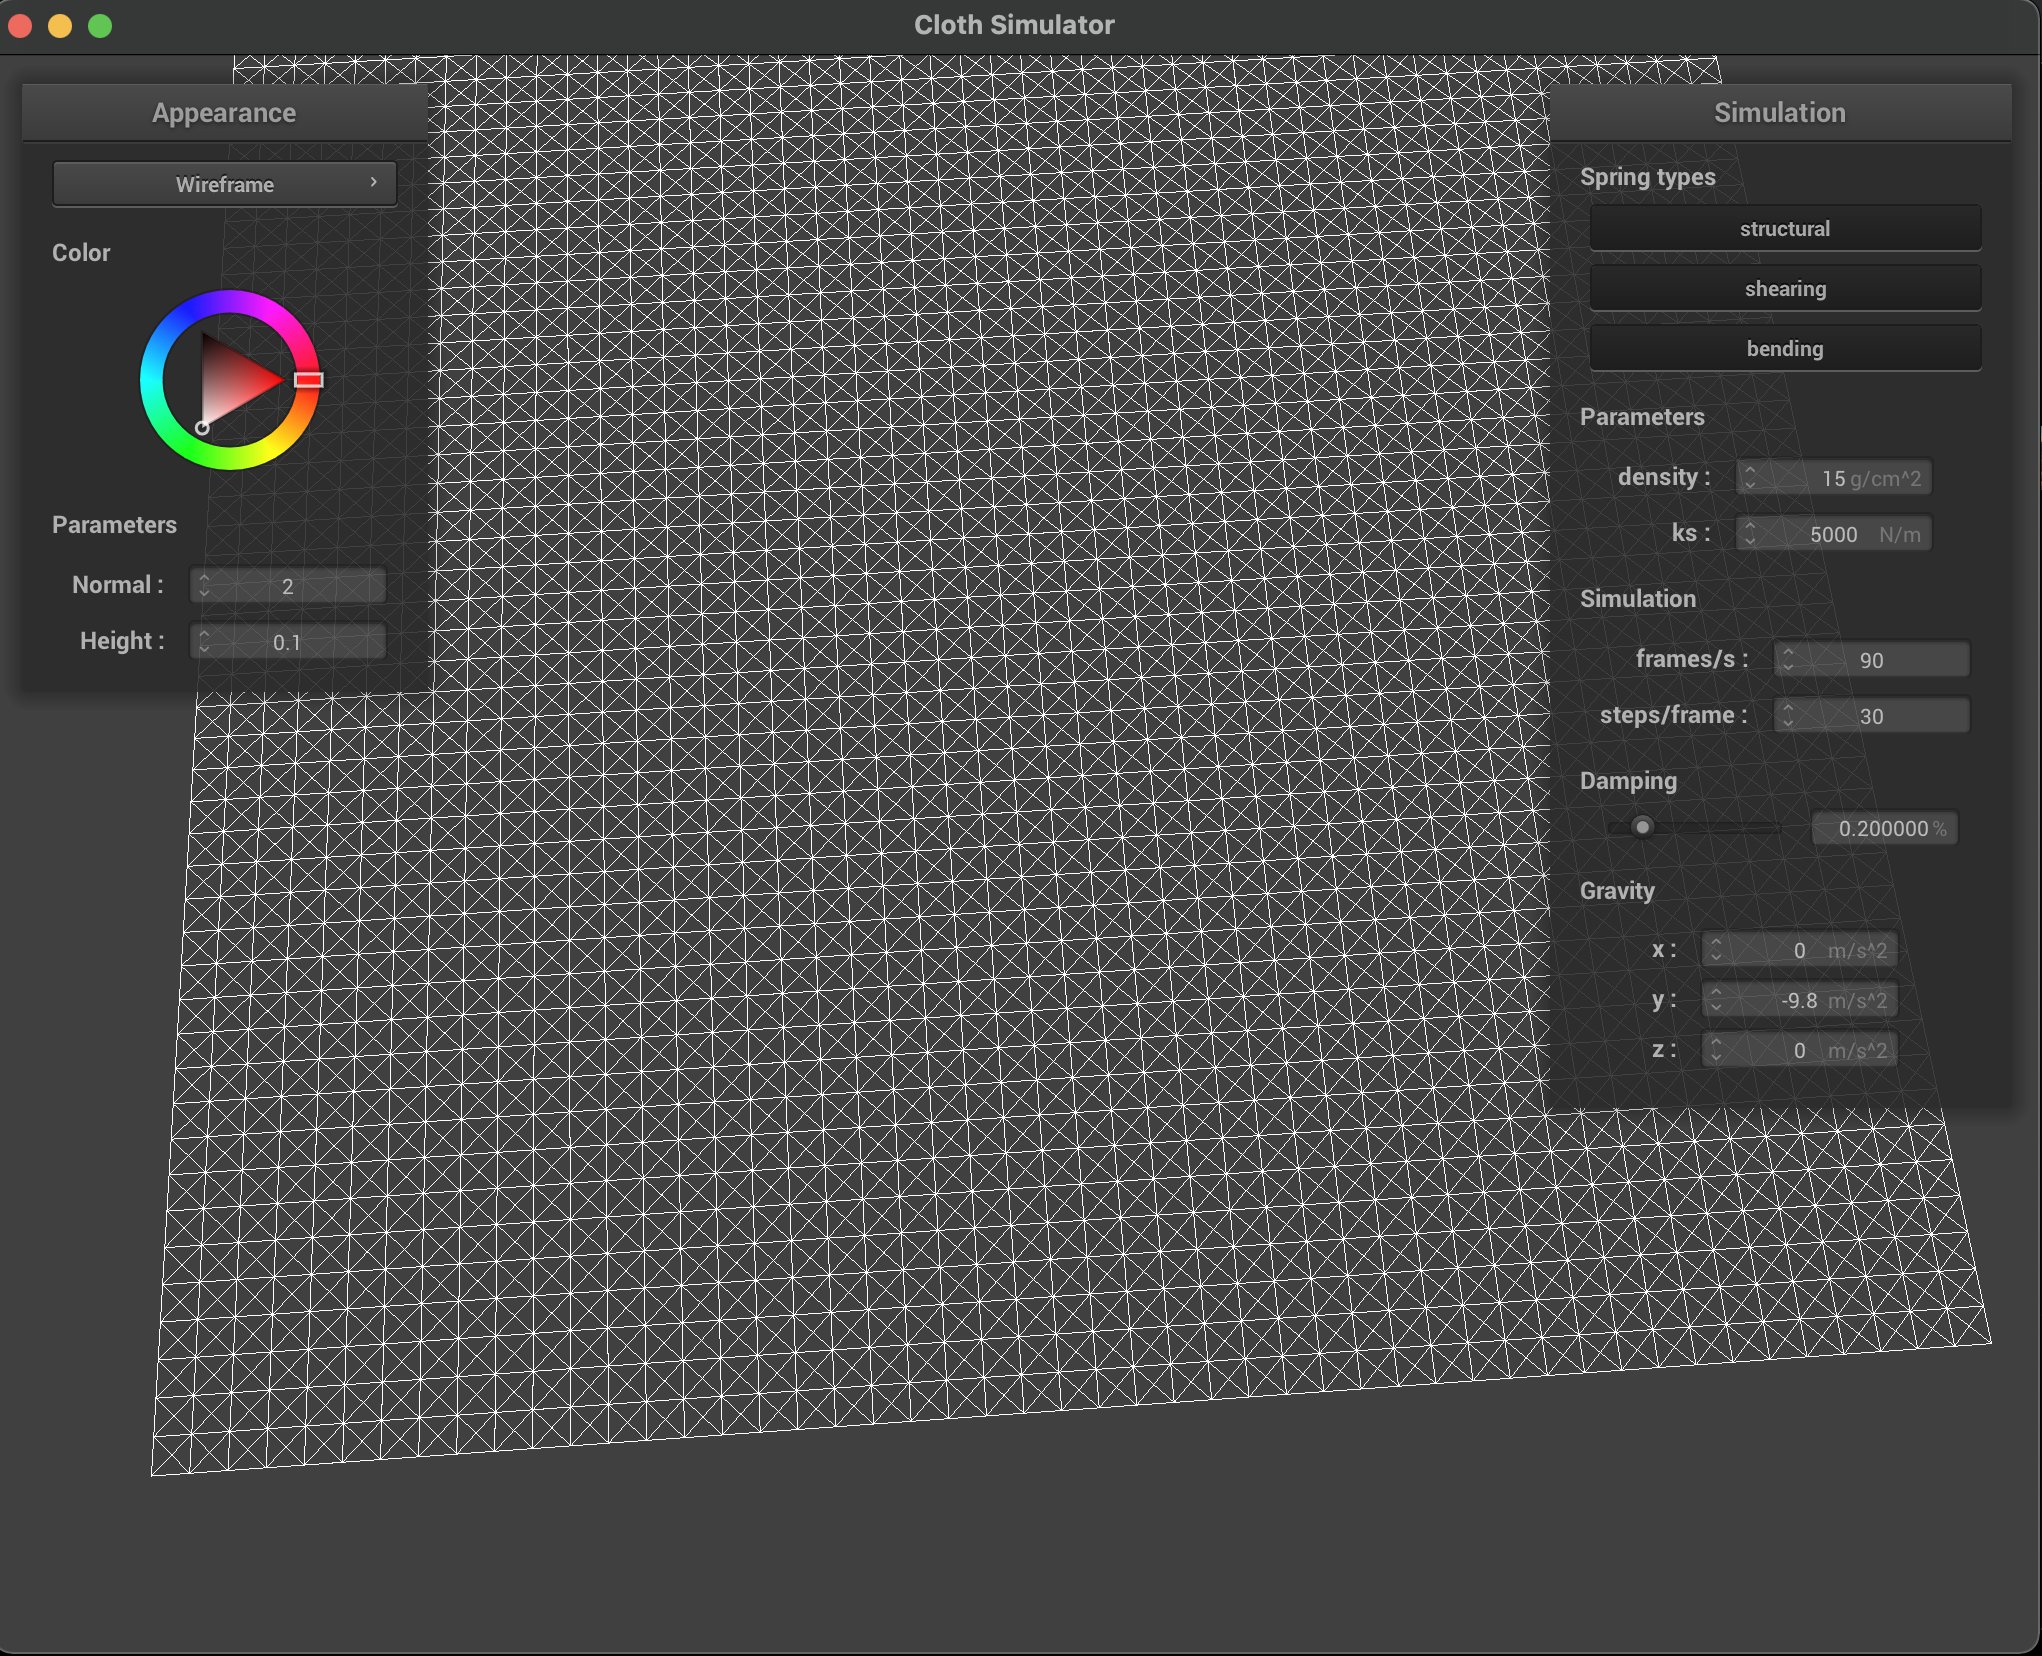 Cloth Simulator
Appearance
Wireframe
Color
Parameters
Normal : 2
Height : 0.1
Simulation
Spring types
structural
shearing
bending
Parameters
density : 15 g/cm^2
ks : 5000 N/m
Simulation
frames/s : 90
steps/frame : 30
Damping
0.200000 %
Gravity
x : 0 m/s^2
y : -9.8 m/s^2
z : 0 m/s^2